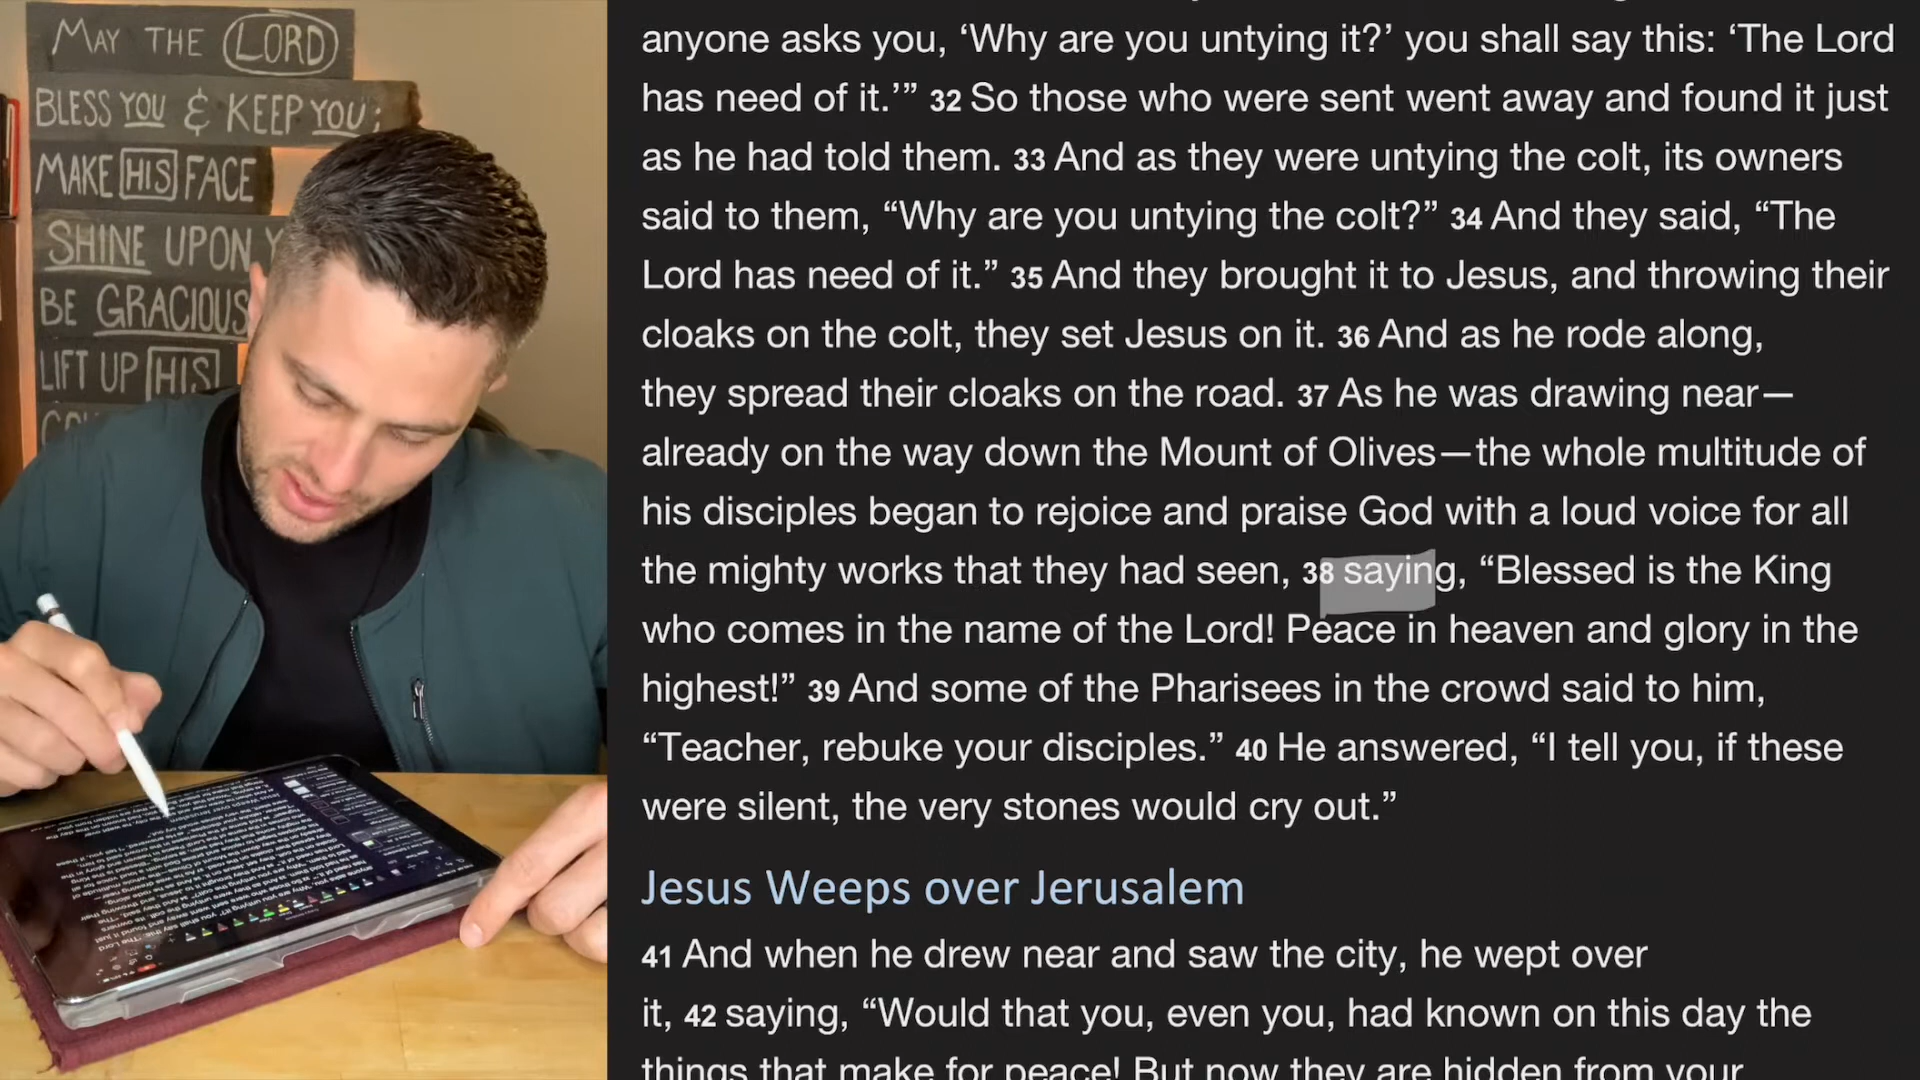 MAY THE LORD
BLESS YOU & KEEP YOU;
MAKE HIS FACE
SHINE UPON
BE GRACIOUS
LIFT UP HIS
anyone asks you, ‘Why are you untying it?’ you shall say this: ‘The Lord
has need of it.’” 32 So those who were sent went away and found it just
as he had told them. 33 And as they were untying the colt, its owners
said to them, “Why are you untying the colt?” 34 And they said, “The
Lord has need of it.” 35 And they brought it to Jesus, and throwing their
cloaks on the colt, they set Jesus on it. 36 And as he rode along,
they spread their cloaks on the road. 37 As he was drawing near—
already on the way down the Mount of Olives—the whole multitude of
his disciples began to rejoice and praise God with a loud voice for all
the mighty works that they had seen, 38 saying, “Blessed is the King
who comes in the name of the Lord! Peace in heaven and glory in the
highest!” 39 And some of the Pharisees in the crowd said to him,
“Teacher, rebuke your disciples.” 40 He answered, “I tell you, if these
were silent, the very stones would cry out.”
Jesus Weeps over Jerusalem
41 And when he drew near and saw the city, he wept over
it, 42 saying, “Would that you, even you, had known on this day the
things that make for peace! But now they are hidden from your